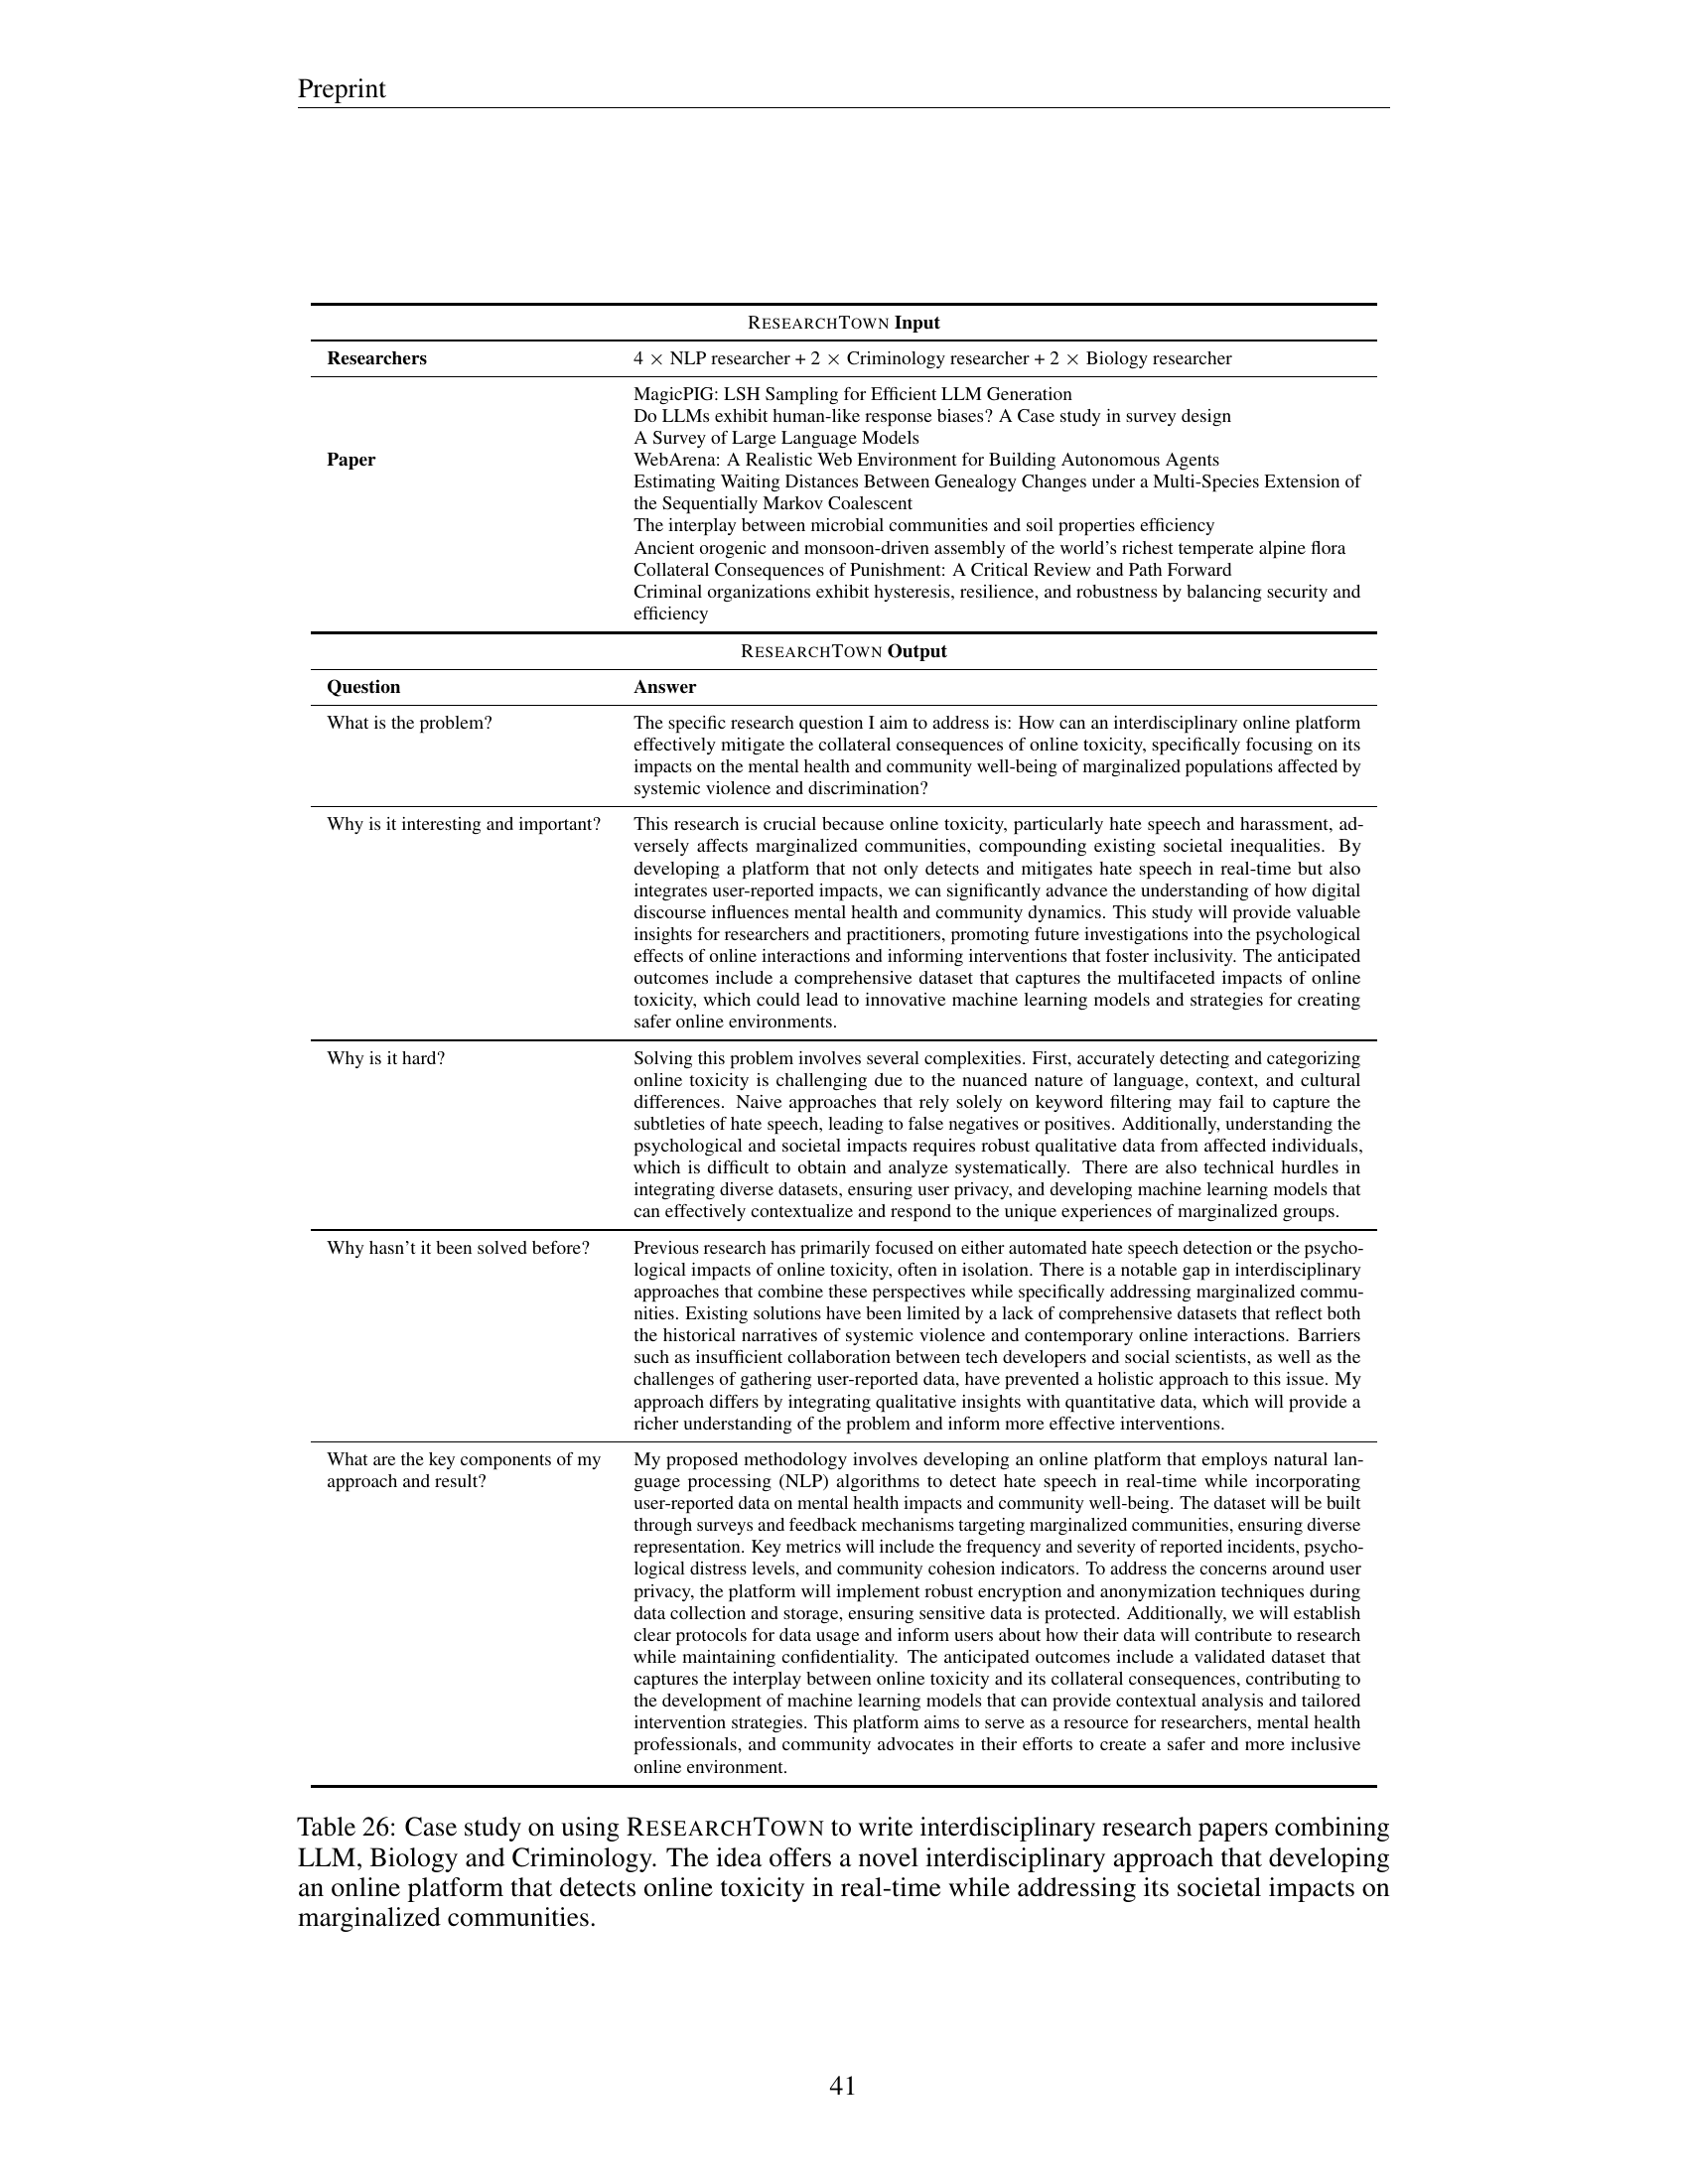 Preprint
RESEARCHTOWN Input
Researchers 4 × NLP researcher + 2 × Criminology researcher + 2 × Biology researcher
MagicPIG: LSH Sampling for Efficient LLM Generation
Do LLMs exhibit human-like response biases? A Case study in survey design
A Survey of Large Language Models
Paper WebArena: A Realistic Web Environment for Building Autonomous Agents
Estimating Waiting Distances Between Genealogy Changes under a Multi-Species Extension of
the Sequentially Markov Coalescent
The interplay between microbial communities and soil properties efficiency
Ancient orogenic and monsoon-driven assembly of the world's richest temperate alpine flora
Collateral Consequences of Punishment: A Critical Review and Path Forward
Criminal organizations exhibit hysteresis, resilience, and robustness by balancing security and
efficiency
RESEARCHTOWN Output
Question Answer
What is the problem? The specific research question I aim to address is: How can an interdisciplinary online platform
effectively mitigate the collateral consequences of online toxicity, specifically focusing on its
impacts on the mental health and community well-being of marginalized populations affected by
systemic violence and discrimination?
Why is it interesting and important? This research is crucial because online toxicity, particularly hate speech and harassment, ad-
versely affects marginalized communities, compounding existing societal inequalities. By
developing a platform that not only detects and mitigates hate speech in real-time but also
integrates user-reported impacts, we can significantly advance the understanding of how digital
discourse influences mental health and community dynamics. This study will provide valuable
insights for researchers and practitioners, promoting future investigations into the psychological
effects of online interactions and informing interventions that foster inclusivity. The anticipated
outcomes include a comprehensive dataset that captures the multifaceted impacts of online
toxicity, which could lead to innovative machine learning models and strategies for creating
safer online environments.
Why is it hard? Solving this problem involves several complexities. First, accurately detecting and categorizing
online toxicity is challenging due to the nuanced nature of language, context, and cultural
differences. Naive approaches that rely solely on keyword filtering may fail to capture the
subtleties of hate speech, leading to false negatives or positives. Additionally, understanding the
psychological and societal impacts requires robust qualitative data from affected individuals,
which is difficult to obtain and analyze systematically. There are also technical hurdles in
integrating diverse datasets, ensuring user privacy, and developing machine learning models that
can effectively contextualize and respond to the unique experiences of marginalized groups.
Why hasn't it been solved before? Previous research has primarily focused on either automated hate speech detection or the psycho-
logical impacts of online toxicity, often in isolation. There is a notable gap in interdisciplinary
approaches that combine these perspectives while specifically addressing marginalized commu-
nities. Existing solutions have been limited by a lack of comprehensive datasets that reflect both
the historical narratives of systemic violence and contemporary online interactions. Barriers
such as insufficient collaboration between tech developers and social scientists, as well as the
challenges of gathering user-reported data, have prevented a holistic approach to this issue. My
approach differs by integrating qualitative insights with quantitative data, which will provide a
richer understanding of the problem and inform more effective interventions.
What are the key components of my My proposed methodology involves developing an online platform that employs natural lan-
approach and result? guage processing (NLP) algorithms to detect hate speech in real-time while incorporating
user-reported data on mental health impacts and community well-being. The dataset will be built
through surveys and feedback mechanisms targeting marginalized communities, ensuring diverse
representation. Key metrics will include the frequency and severity of reported incidents, psycho-
logical distress levels, and community cohesion indicators. To address the concerns around user
privacy, the platform will implement robust encryption and anonymization techniques during
data collection and storage, ensuring sensitive data is protected. Additionally, we will establish
clear protocols for data usage and inform users about how their data will contribute to research
while maintaining confidentiality. The anticipated outcomes include a validated dataset that
captures the interplay between online toxicity and its collateral consequences, contributing to
the development of machine learning models that can provide contextual analysis and tailored
intervention strategies. This platform aims to serve as a resource for researchers, mental health
professionals, and community advocates in their efforts to create a safer and more inclusive
online environment.
Table 26: Case study on using RESEARCHTOWN to write interdisciplinary research papers combining
LLM, Biology and Criminology. The idea offers a novel interdisciplinary approach that developing
an online platform that detects online toxicity in real-time while addressing its societal impacts on
marginalized communities.
41